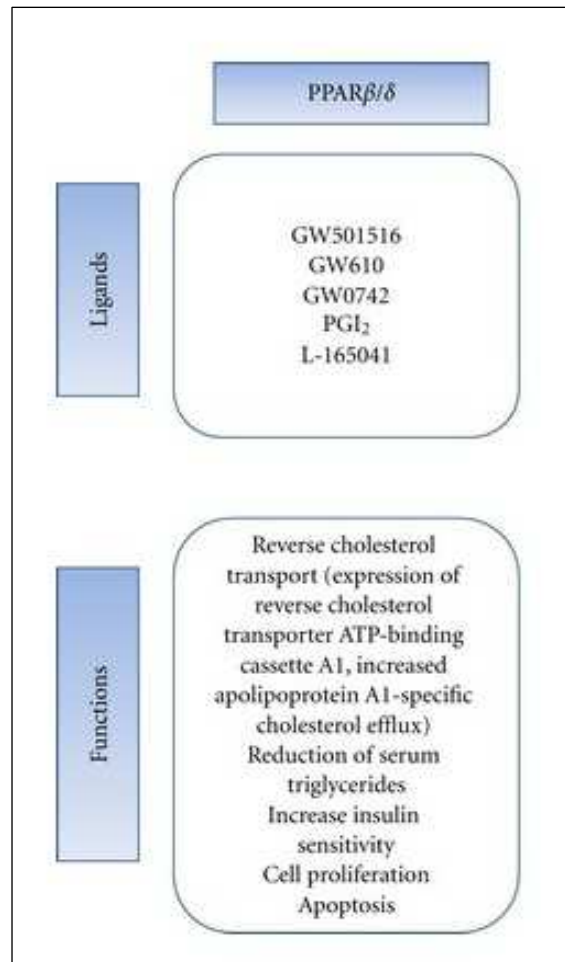 PPARβ/δ
Ligands
GW501516
GW610
GW0742
PGI₂
L-165041
Functions
Reverse cholesterol
transport (expression of
reverse cholesterol
transporter ATP-binding
cassette A1, increased
apolipoprotein A1-specific
cholesterol efflux)
Reduction of serum
triglycerides
Increase insulin
sensitivity
Cell proliferation
Apoptosis